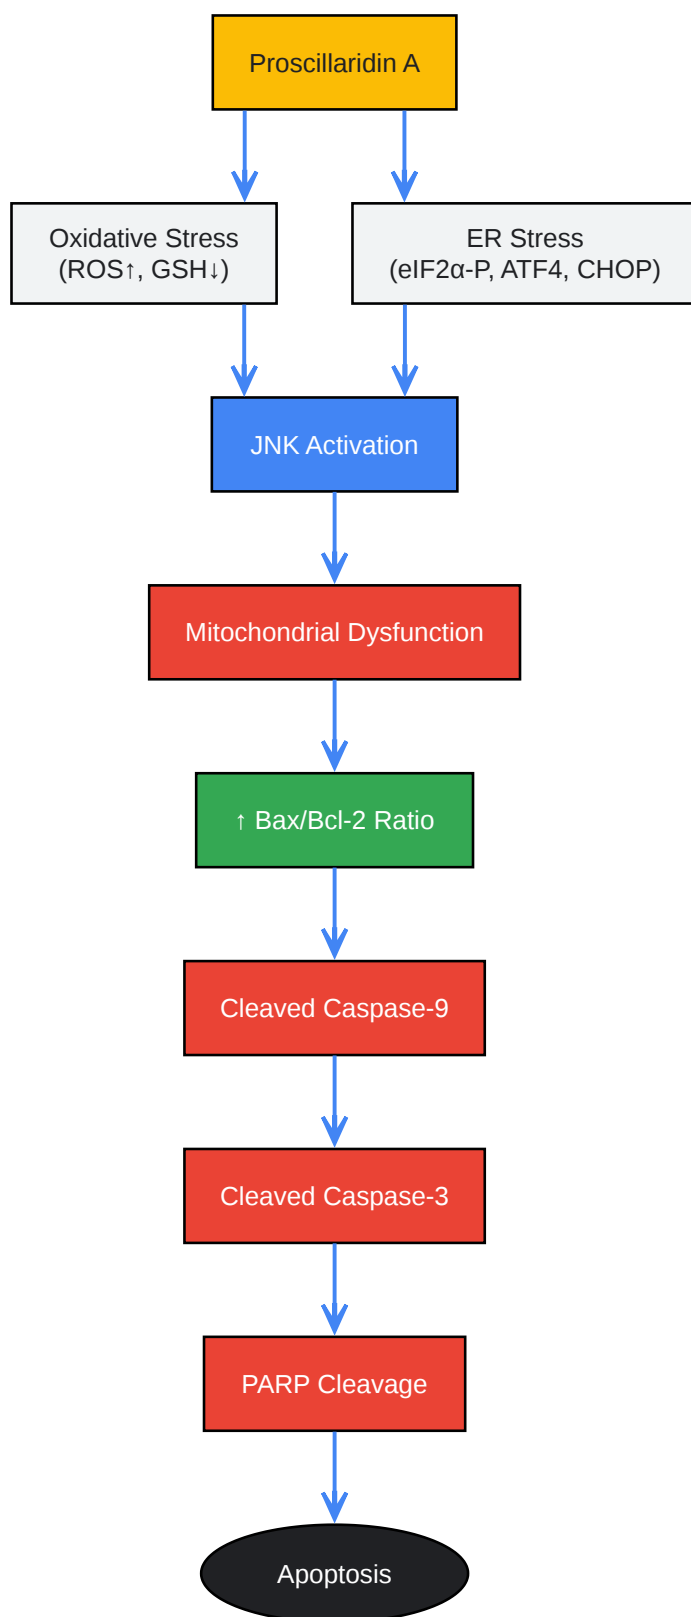 Proscillaridin A
Oxidative Stress
(ROS↑, GSH↓)
ER Stress
(eIF2α-P, ATF4, CHOP)
JNK Activation
Mitochondrial Dysfunction
↑ Bax/Bcl-2 Ratio
Cleaved Caspase-9
Cleaved Caspase-3
PARP Cleavage
Apoptosis